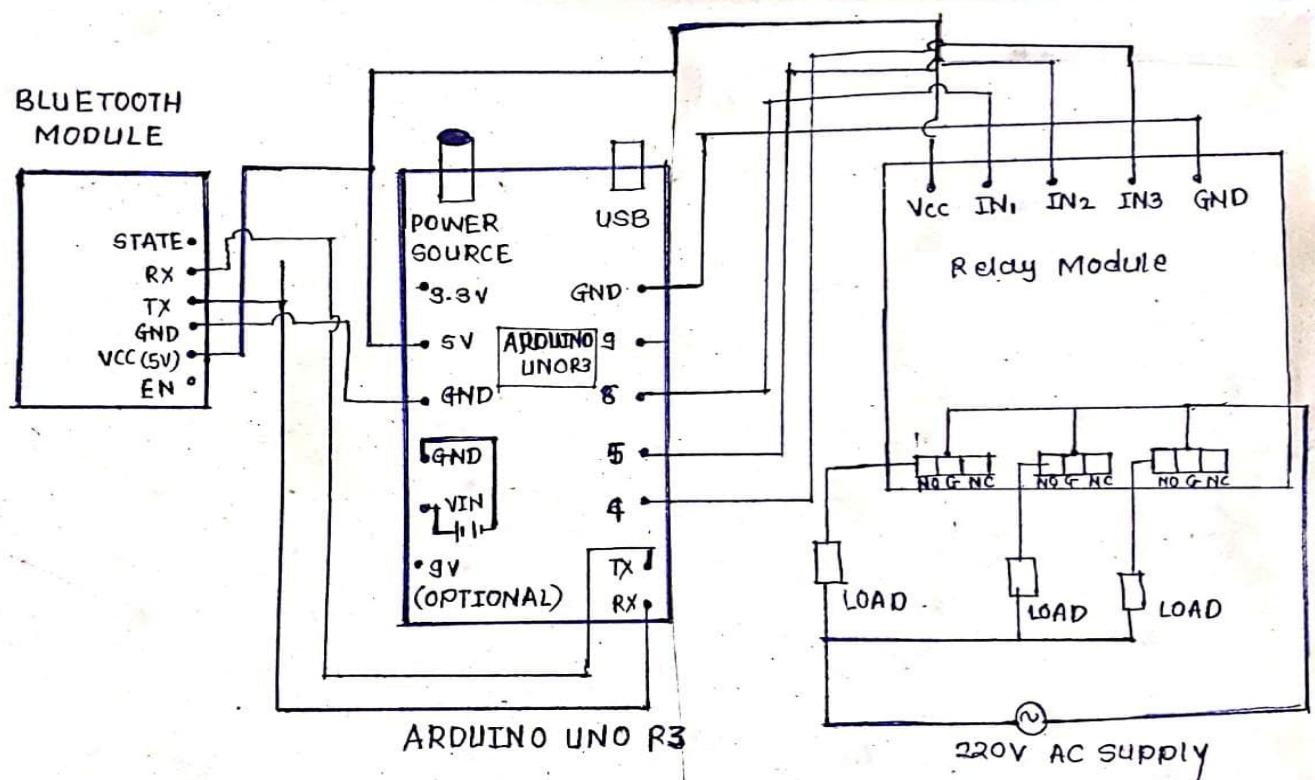 BLUETOOTH
MODULE
STATE
RX
TX
GND
VCC (5V)
EN
POWER
SOURCE
USB
3.3V
GND
5V
ARDUINO
UNOR3
9
GND
8
GND
5
VIN
4
9V
(OPTIONAL)
TX
RX
ARDUINO UNO R3
Vcc
IN1
IN2
IN3
GND
Relay Module
NO G NC
NO G NC
NO G NC
LOAD
LOAD
LOAD
220V AC SUPPLY